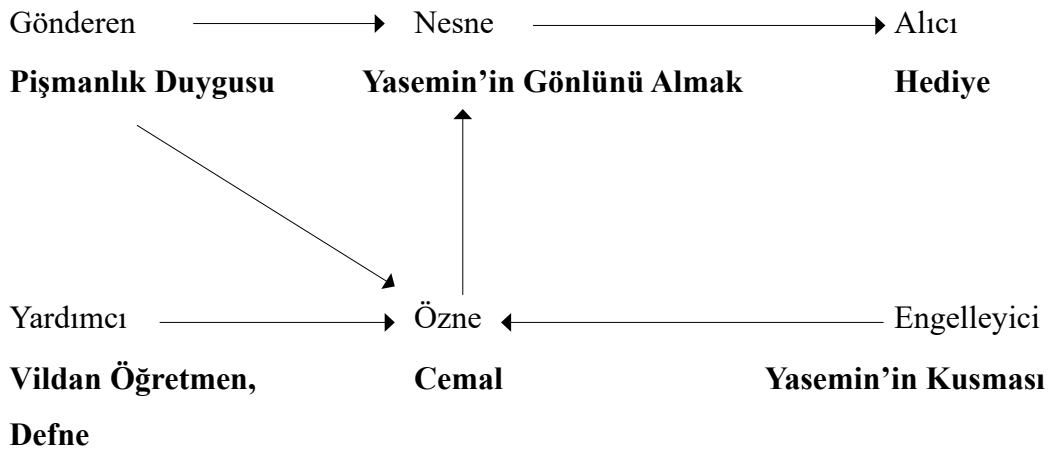 Gönderen Nesne Alıcı
Pişmanlık Duygusu Yasemin’in Gönlünü Almak Hediye
Yardımcı Özne Engelleyici
Vildan Öğretmen, Cemal Yasemin’in Kusması
Defne